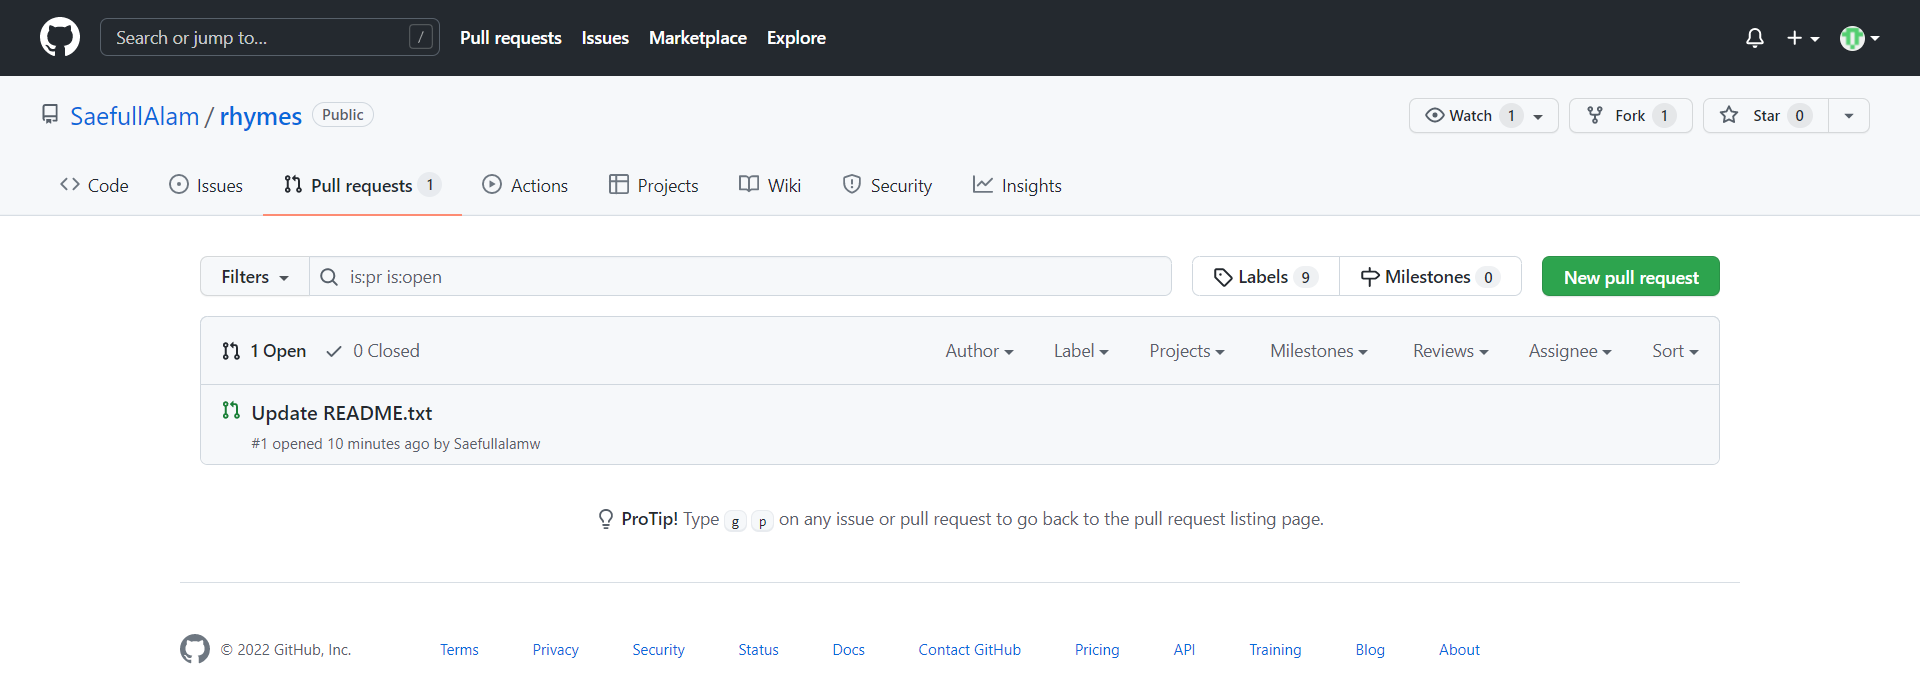 Search or jump to... / Pull requests Issues Marketplace Explore
SaefullAlam / rhymes Public Watch 1 Fork 1 Star 0
Code Issues Pull requests 1 Actions Projects Wiki Security Insights
Filters is:pr is:open Labels 9 Milestones 0 New pull request
1 Open 0 Closed Author Label Projects Milestones Reviews Assignee Sort
Update README.txt
#1 opened 10 minutes ago by Saefullalamw
ProTip! Type g p on any issue or pull request to go back to the pull request listing page.
© 2022 GitHub, Inc. Terms Privacy Security Status Docs Contact GitHub Pricing API Training Blog About